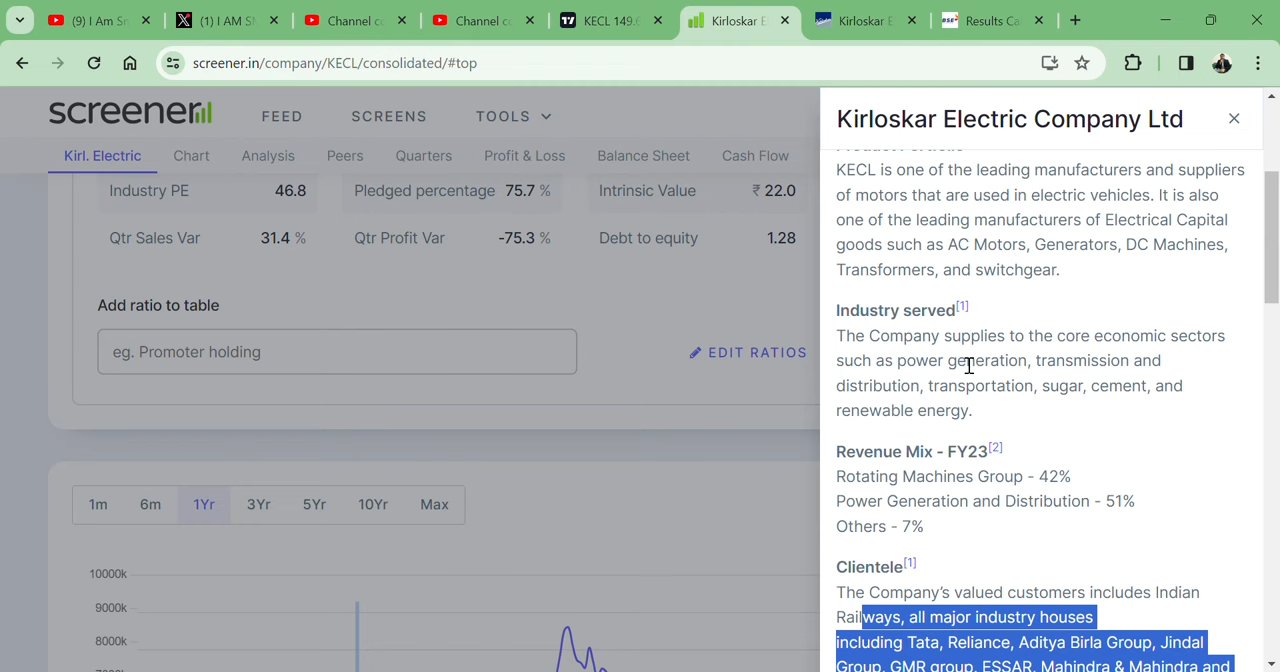 (9) I Am Sn
(1) I AM S
Channel c
Channel c
KECL 149.
Kirloskar E
Kirloskar E
BSE Results Ca
screener.in/company/KECL/consolidated/#top
screener
FEED
SCREENS
TOOLS
Kirl. Electric
Chart
Analysis
Peers
Quarters
Profit & Loss
Balance Sheet
Cash Flow
Industry PE 46.8
Pledged percentage 75.7 %
Intrinsic Value ₹ 22.0
Qtr Sales Var 31.4 %
Qtr Profit Var -75.3 %
Debt to equity 1.28
Add ratio to table
eg. Promoter holding
EDIT RATIOS
1m 6m 1Yr 3Yr 5Yr 10Yr Max
10000k
9000k
8000k
Kirloskar Electric Company Ltd
KECL is one of the leading manufacturers and suppliers
of motors that are used in electric vehicles. It is also
one of the leading manufacturers of Electrical Capital
goods such as AC Motors, Generators, DC Machines,
Transformers, and switchgear.
Industry served[1]
The Company supplies to the core economic sectors
such as power generation, transmission and
distribution, transportation, sugar, cement, and
renewable energy.
Revenue Mix - FY23[2]
Rotating Machines Group - 42%
Power Generation and Distribution - 51%
Others - 7%
Clientele[1]
The Company's valued customers includes Indian
Railways, all major industry houses
including Tata, Reliance, Aditya Birla Group, Jindal
Group, GMR group, ESSAR, Mahindra & Mahindra and